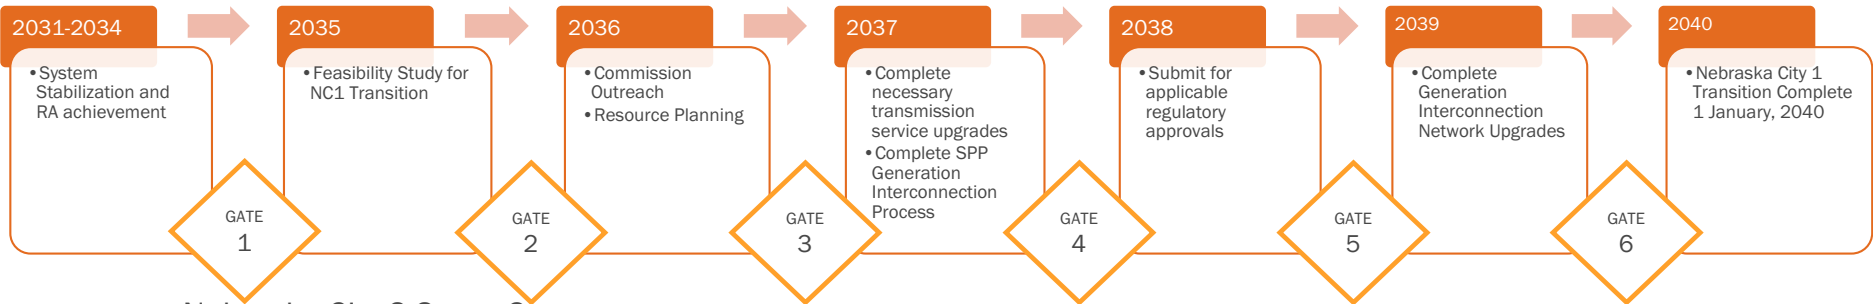 2031-2034
•System
Stabilization and
RA achievement
GATE
1
2035
•Feasibility Study for
NC1 Transition
GATE
2
2036
•Commission
Outreach
•Resource Planning
GATE
3
2037
•Complete
necessary
transmission
service upgrades
•Complete SPP
Generation
Interconnection
Process
GATE
4
2038
•Submit for
applicable
regulatory
approvals
GATE
5
2039
•Complete
Generation
Interconnection
Network Upgrades
GATE
6
2040
•Nebraska City 1
Transition Complete
1 January, 2040